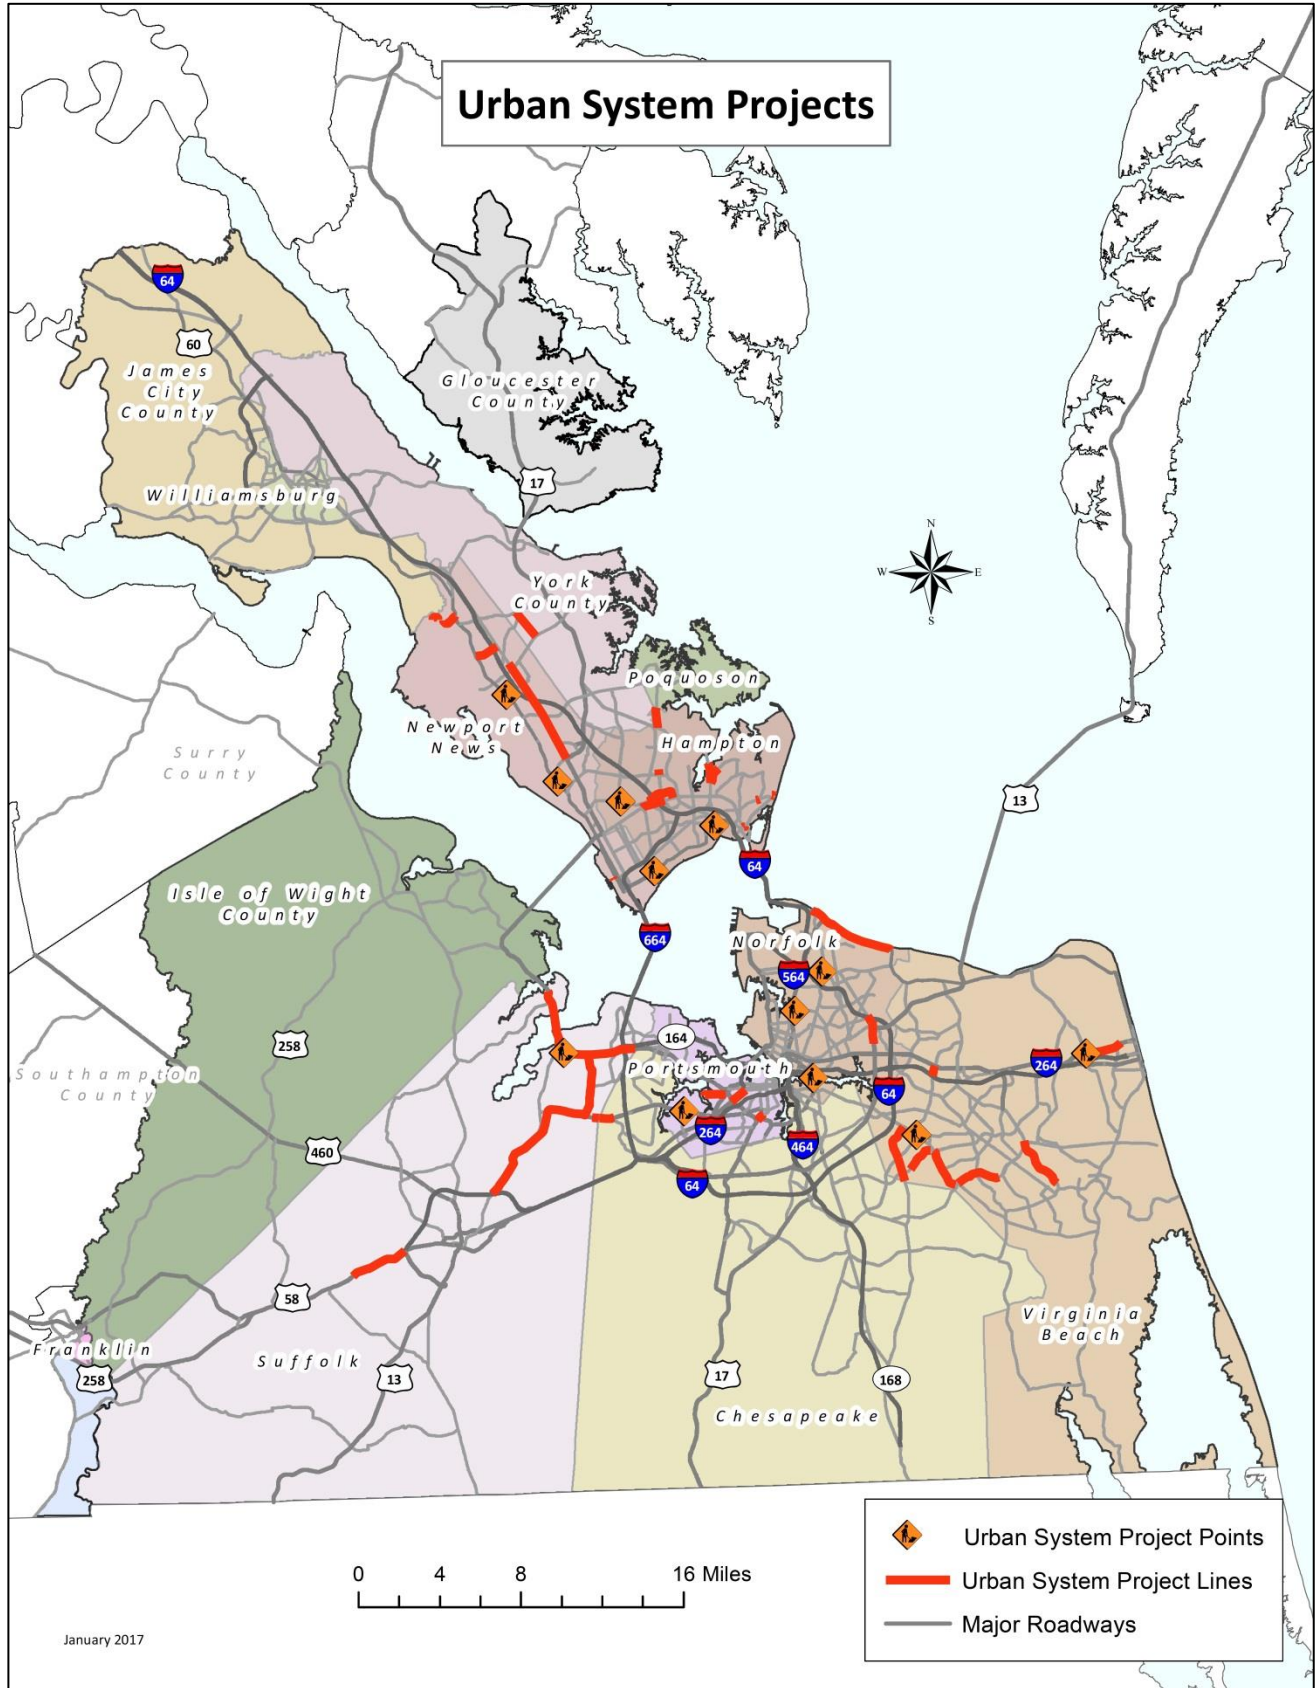 Urban System Projects
64
60
James
City
County
Gloucester
County
Williamsburg
17
N
W
E
S
York
County
Poquoson
Newport
News
Hampton
Surry
County
13
64
Isle of Wight
County
664
Norfolk
564
258
164
264
Southampton
County
Portsmouth
64
264
464
460
64
58
Virginia
Beach
Franklin
Suffolk
258
13
17
168
Chesapeake
0 4 8 16 Miles
Urban System Project Points
Urban System Project Lines
Major Roadways
January 2017